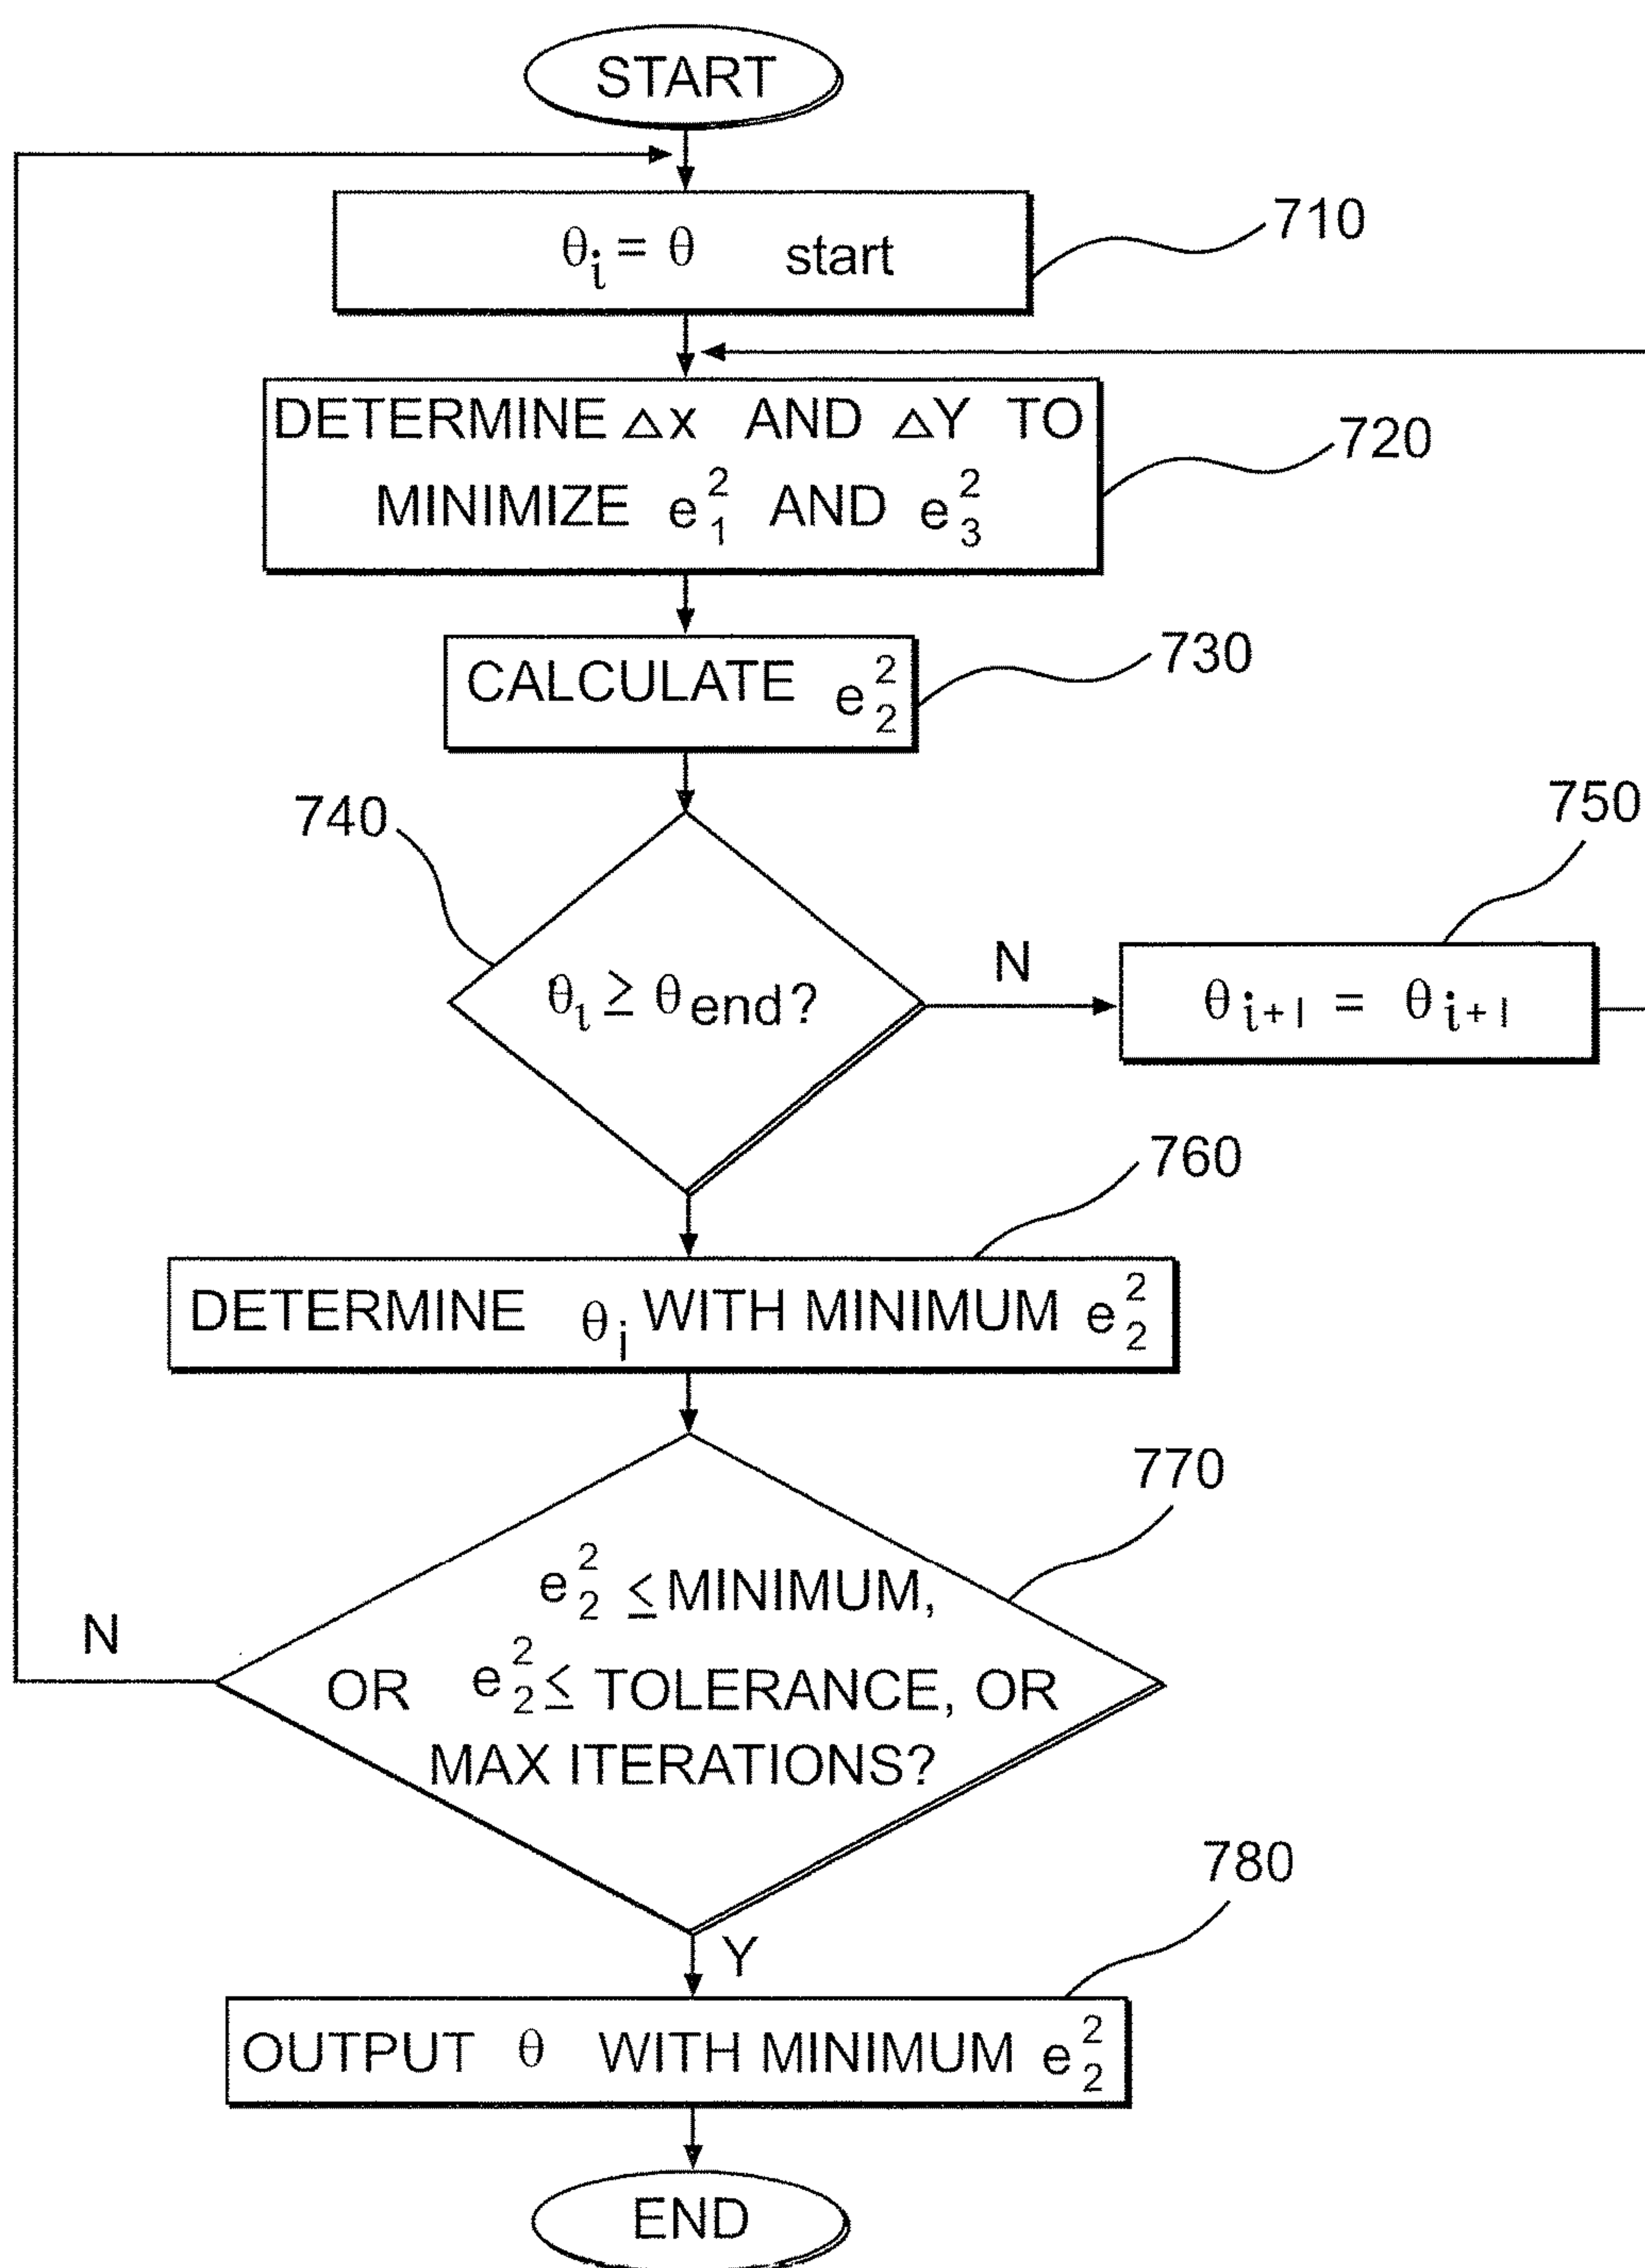 START
θi = θ start
710
DETERMINE △x AND △Y TO
MINIMIZE e₁² AND e₃²
720
CALCULATE e₂²
730
740
θi ≥ θend?
N
750
θi+1 = θi+1
760
DETERMINE θi WITH MINIMUM e₂²
770
e₂² ≤ MINIMUM,
OR e₂² ≤ TOLERANCE, OR
MAX ITERATIONS?
N
Y
780
OUTPUT θ WITH MINIMUM e₂²
END